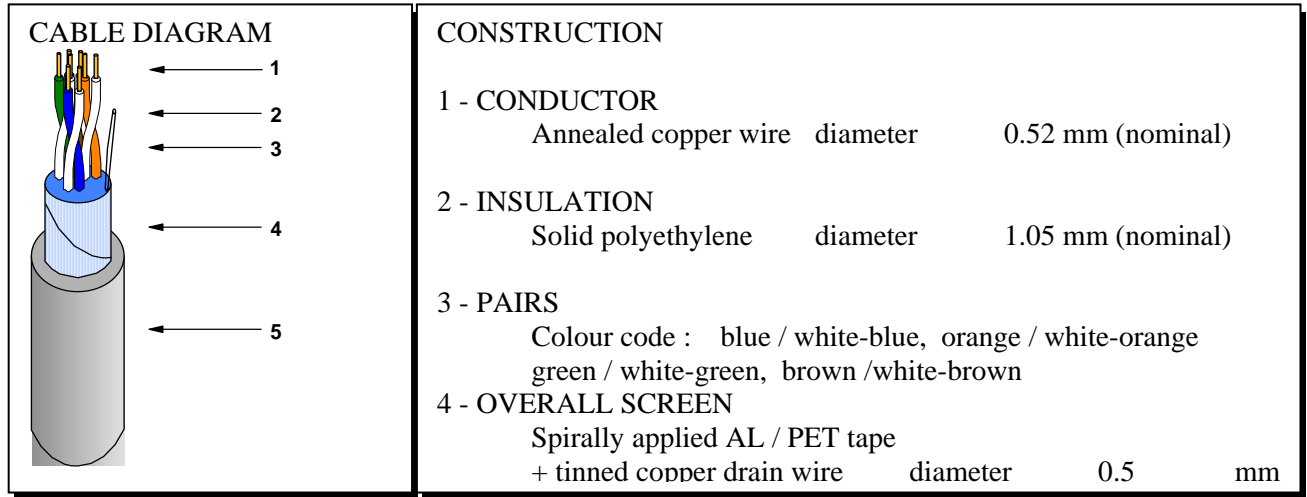 CABLE DIAGRAM
1
2
3
4
5
CONSTRUCTION
1 - CONDUCTOR
Annealed copper wire diameter 0.52 mm (nominal)
2 - INSULATION
Solid polyethylene diameter 1.05 mm (nominal)
3 - PAIRS
Colour code : blue / white-blue, orange / white-orange
green / white-green, brown /white-brown
4 - OVERALL SCREEN
Spirally applied AL / PET tape
+ tinned copper drain wire diameter 0.5 mm